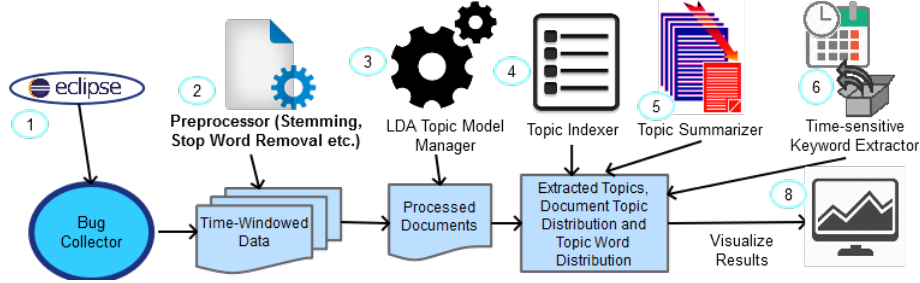 eclipse
1
2
Preprocessor (Stemming,
Stop Word Removal etc.)
3
LDA Topic Model
Manager
4
Topic Indexer
5
Topic Summarizer
6
Time-sensitive
Keyword Extractor
Bug
Collector
Time-Windowed
Data
Processed
Documents
Extracted Topics,
Document Topic
Distribution and
Topic Word
Distribution
8
Visualize
Results